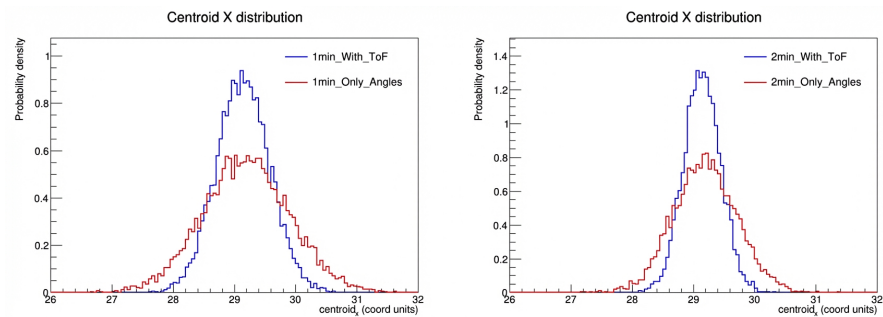 Centroid X distribution
Probability density
1
0.8
0.6
0.4
0.2
0
1min_With_ToF
1min_Only_Angles
26 27 28 29 30 31 32
centroidₓ (coord units)
Centroid X distribution
Probability density
1.4
1.2
1
0.8
0.6
0.4
0.2
0
2min_With_ToF
2min_Only_Angles
26 27 28 29 30 31 32
centroidₓ (coord units)